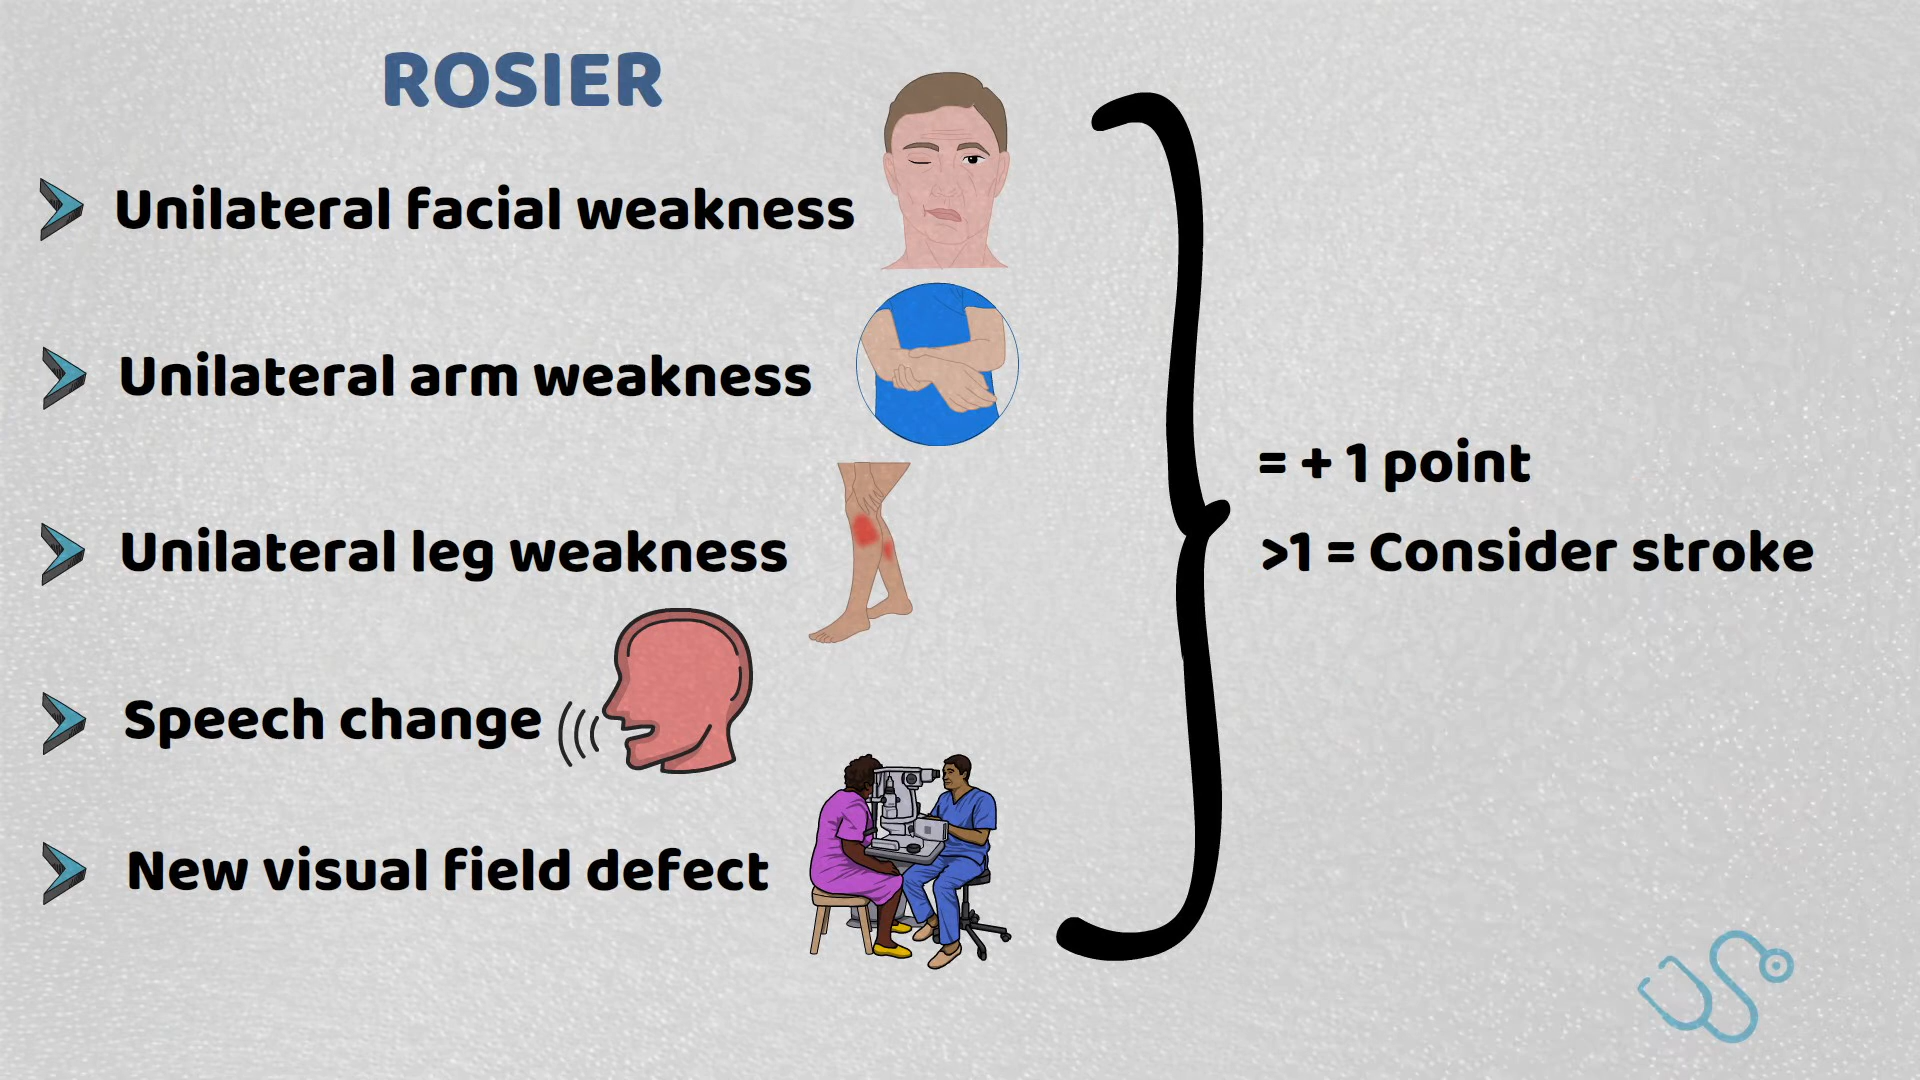 ROSIER
Unilateral facial weakness
Unilateral arm weakness
Unilateral leg weakness
Speech change
New visual field defect
= + 1 point
>1 = Consider stroke